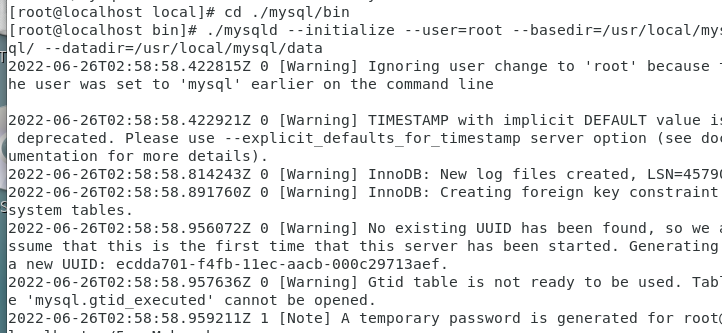 [root@localhost local]# cd ./mysql/bin
[root@localhost bin]# ./mysqld --initialize --user=root --basedir=/usr/local/mys
ql/ --datadir=/usr/local/mysql/data
2022-06-26T02:58:58.422815Z 0 [Warning] Ignoring user change to 'root' because t
he user was set to 'mysql' earlier on the command line
2022-06-26T02:58:58.422921Z 0 [Warning] TIMESTAMP with implicit DEFAULT value is
deprecated. Please use --explicit_defaults_for_timestamp server option (see doc
umentation for more details).
2022-06-26T02:58:58.814243Z 0 [Warning] InnoDB: New log files created, LSN=45790
2022-06-26T02:58:58.891760Z 0 [Warning] InnoDB: Creating foreign key constraint
system tables.
2022-06-26T02:58:58.956072Z 0 [Warning] No existing UUID has been found, so we a
ssume that this is the first time that this server has been started. Generating
a new UUID: ecdda701-f4fb-11ec-aacb-000c29713aef.
2022-06-26T02:58:58.957636Z 0 [Warning] Gtid table is not ready to be used. Tabl
e 'mysql.gtid_executed' cannot be opened.
2022-06-26T02:58:58.959211Z 1 [Note] A temporary password is generated for root@